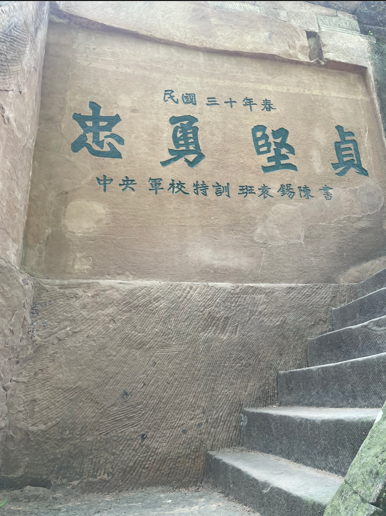 民國三十年春
忠勇堅貞
中央軍校特訓班袁錫陳書